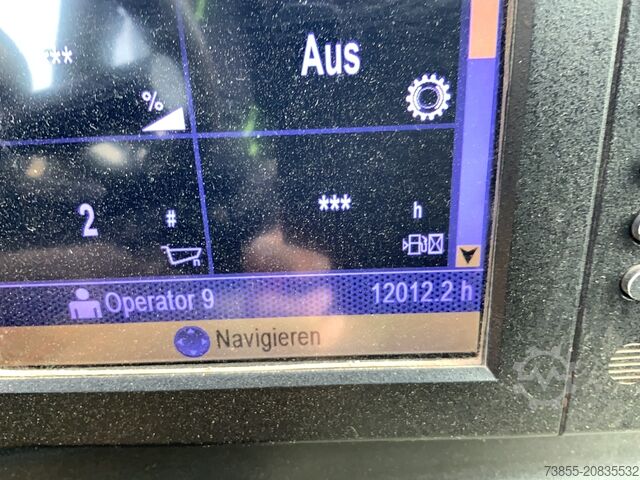 ***
Aus
%
2
#
***
h
Operator 9
12012.2 h
Navigieren
73855-20835532